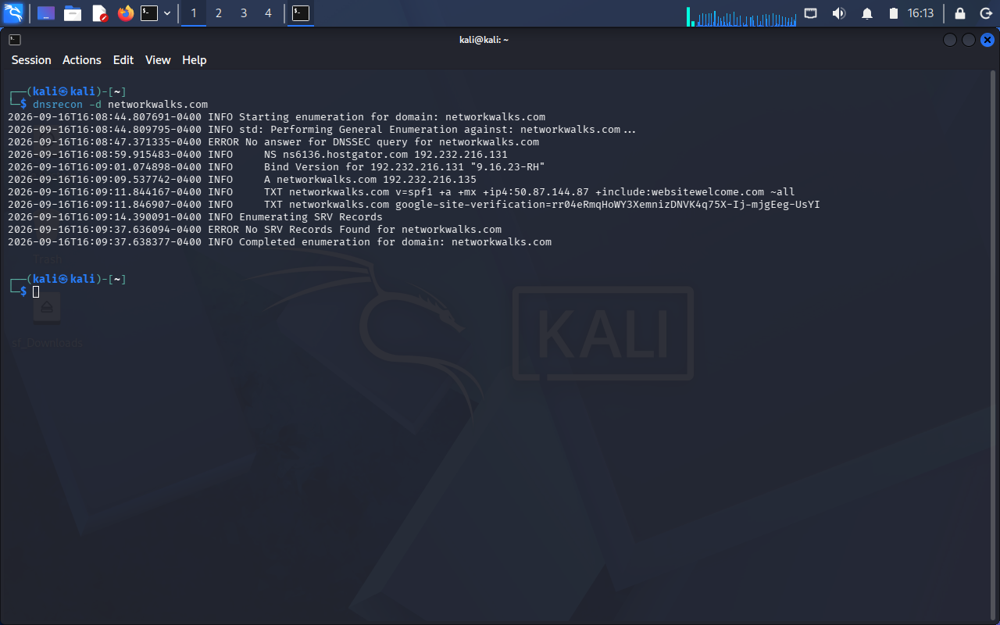 1 2 3 4 16:13
kali@kali: ~
Session Actions Edit View Help
┌──(kali㉿kali)-[~]
└─$ dnsrecon -d networkwalks.com
2026-09-16T16:08:44.807691-0400 INFO Starting enumeration for domain: networkwalks.com
2026-09-16T16:08:44.809795-0400 INFO std: Performing General Enumeration against: networkwalks.com...
2026-09-16T16:08:47.371335-0400 ERROR No answer for DNSSEC query for networkwalks.com
2026-09-16T16:08:59.915483-0400 INFO NS ns6136.hostgator.com 192.232.216.131
2026-09-16T16:09:01.074898-0400 INFO Bind Version for 192.232.216.131 "9.16.23-RH"
2026-09-16T16:09:09.537742-0400 INFO A networkwalks.com 192.232.216.135
2026-09-16T16:09:11.844167-0400 INFO TXT networkwalks.com v=spf1 +a +mx +ip4:50.87.144.87 +include:websitewelcome.com ~all
2026-09-16T16:09:11.846907-0400 INFO TXT networkwalks.com google-site-verification=rr04eRmqHoWY3XemnizDNVK4q75X-Ij-mjgEeg-UsYI
2026-09-16T16:09:14.390091-0400 INFO Enumerating SRV Records
2026-09-16T16:09:37.636094-0400 ERROR No SRV Records Found for networkwalks.com
2026-09-16T16:09:37.638377-0400 INFO Completed enumeration for domain: networkwalks.com
Trash
┌──(kali㉿kali)-[~]
└─$
sf_Downloads
KALI